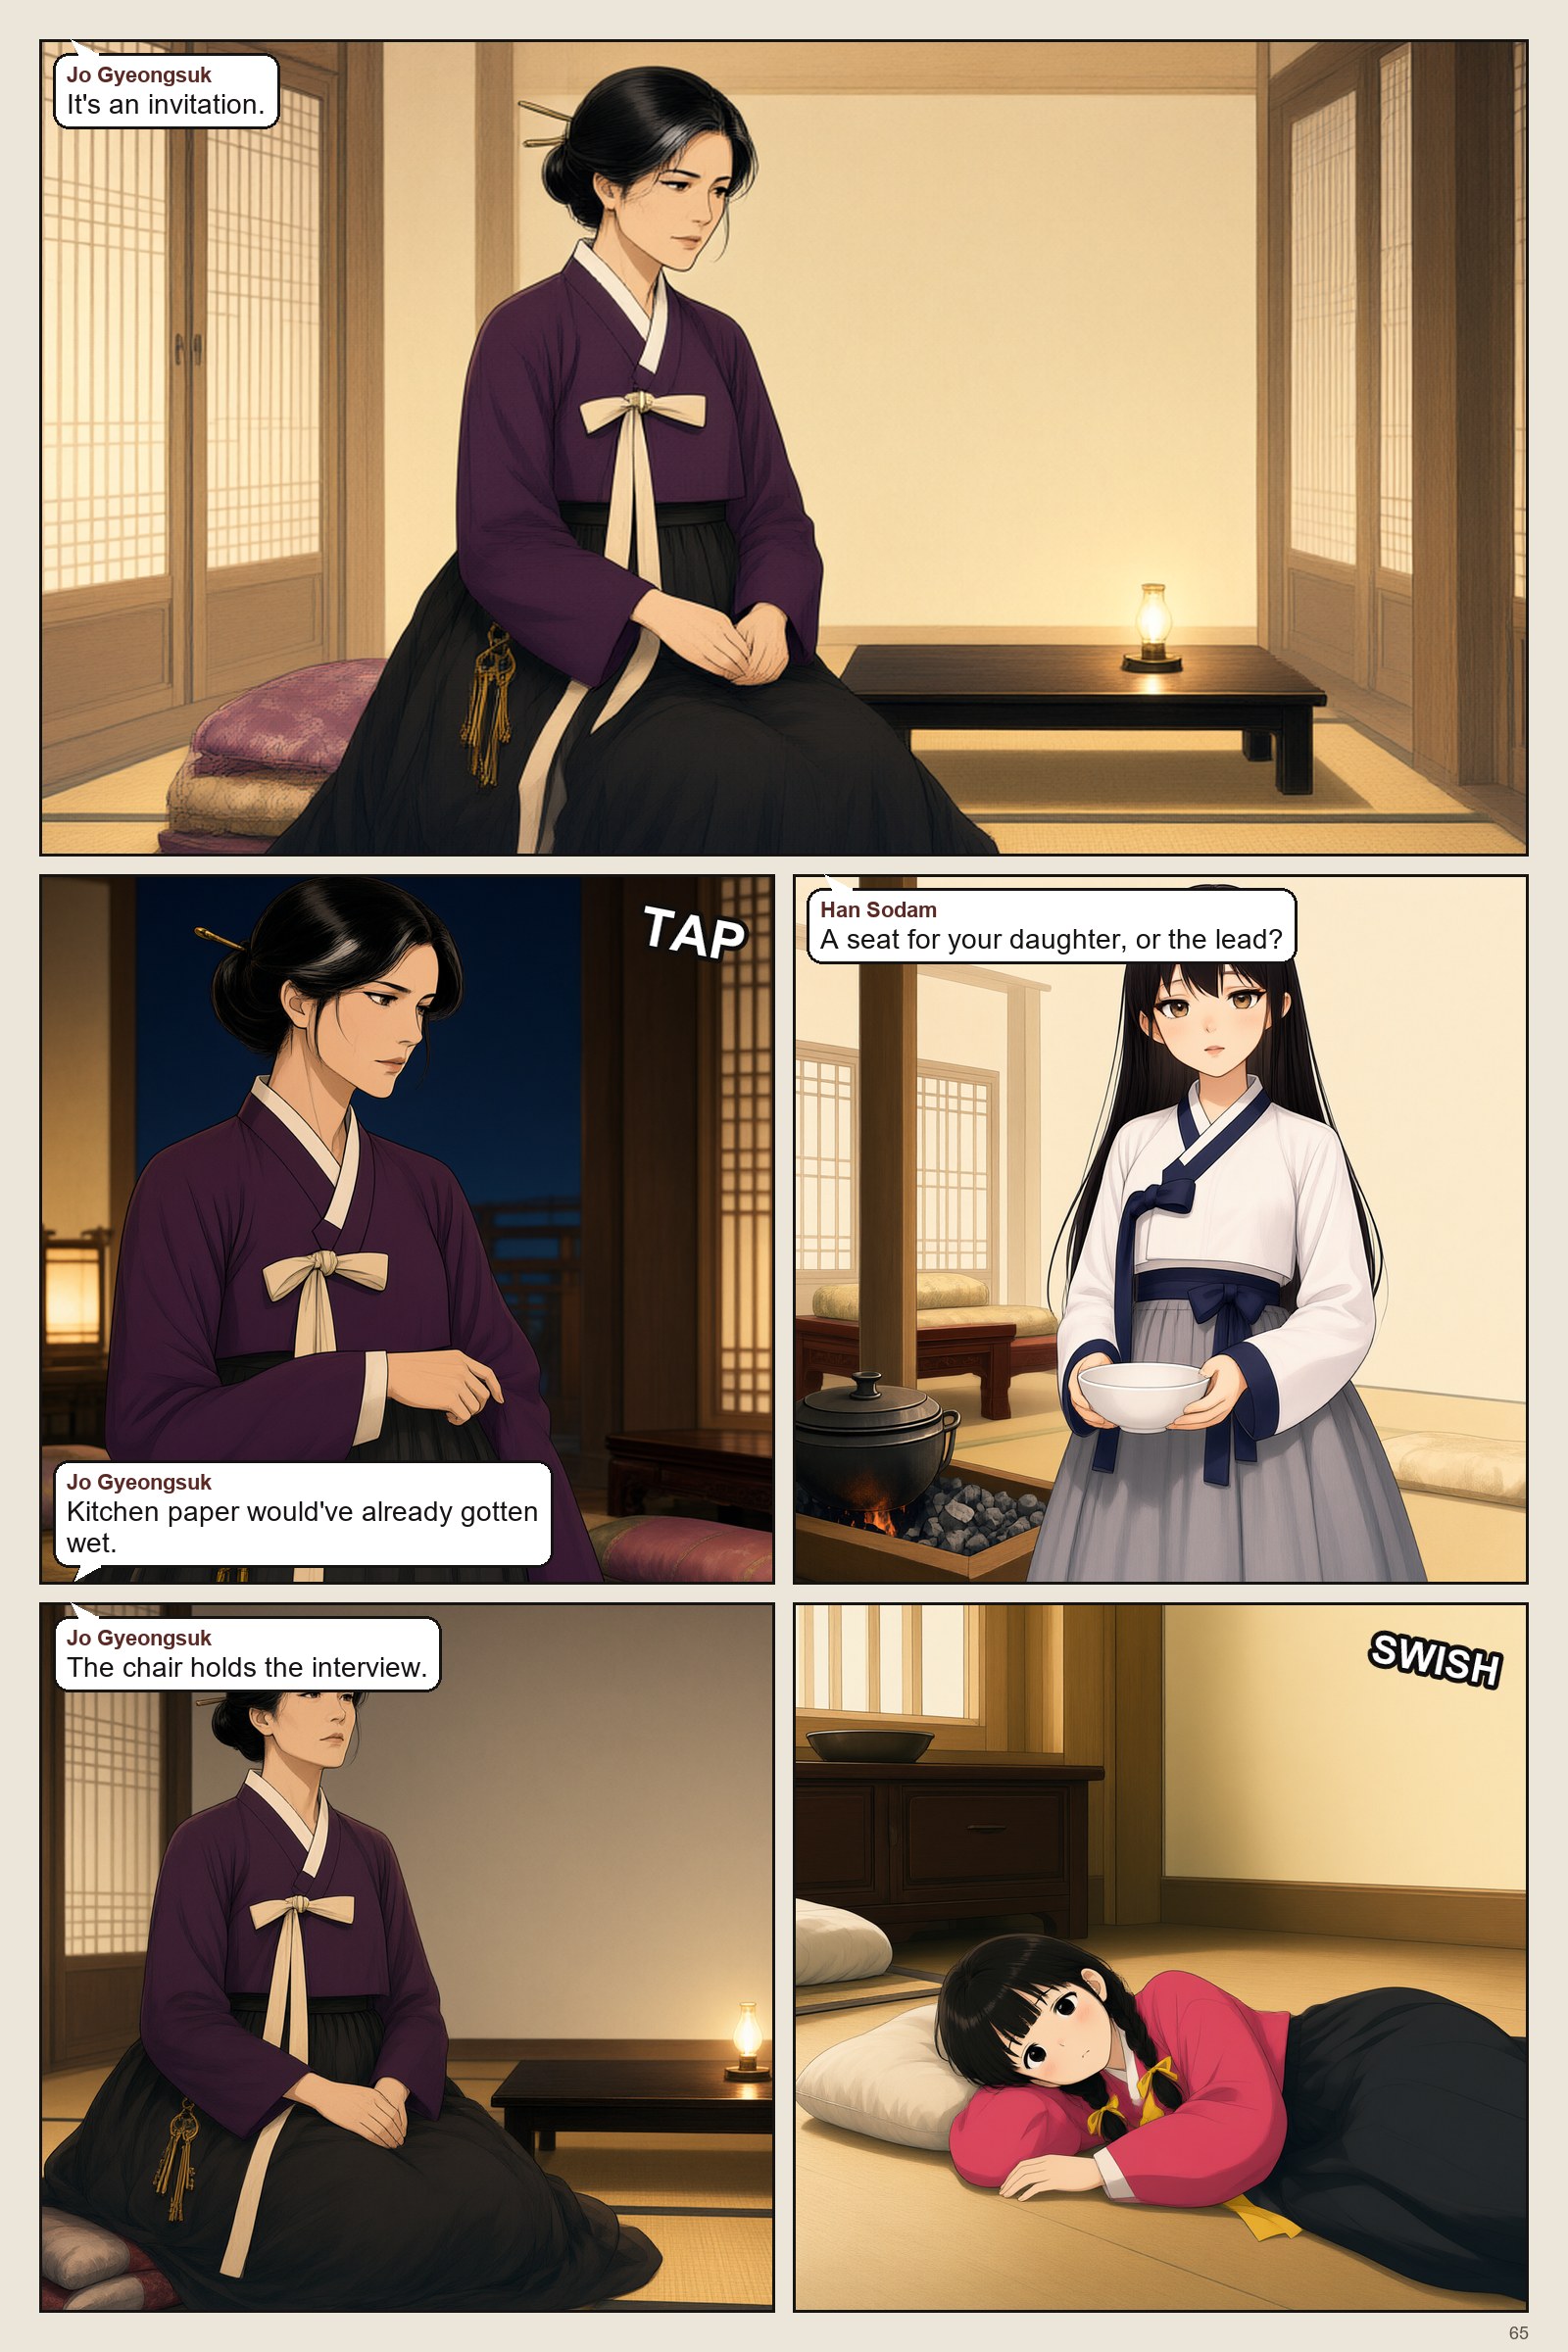 Jo Gyeongsuk
It's an invitation.
TAP
Jo Gyeongsuk
Kitchen paper would've already gotten
wet.
Han Sodam
A seat for your daughter, or the lead?
Jo Gyeongsuk
The chair holds the interview.
SWISH
65